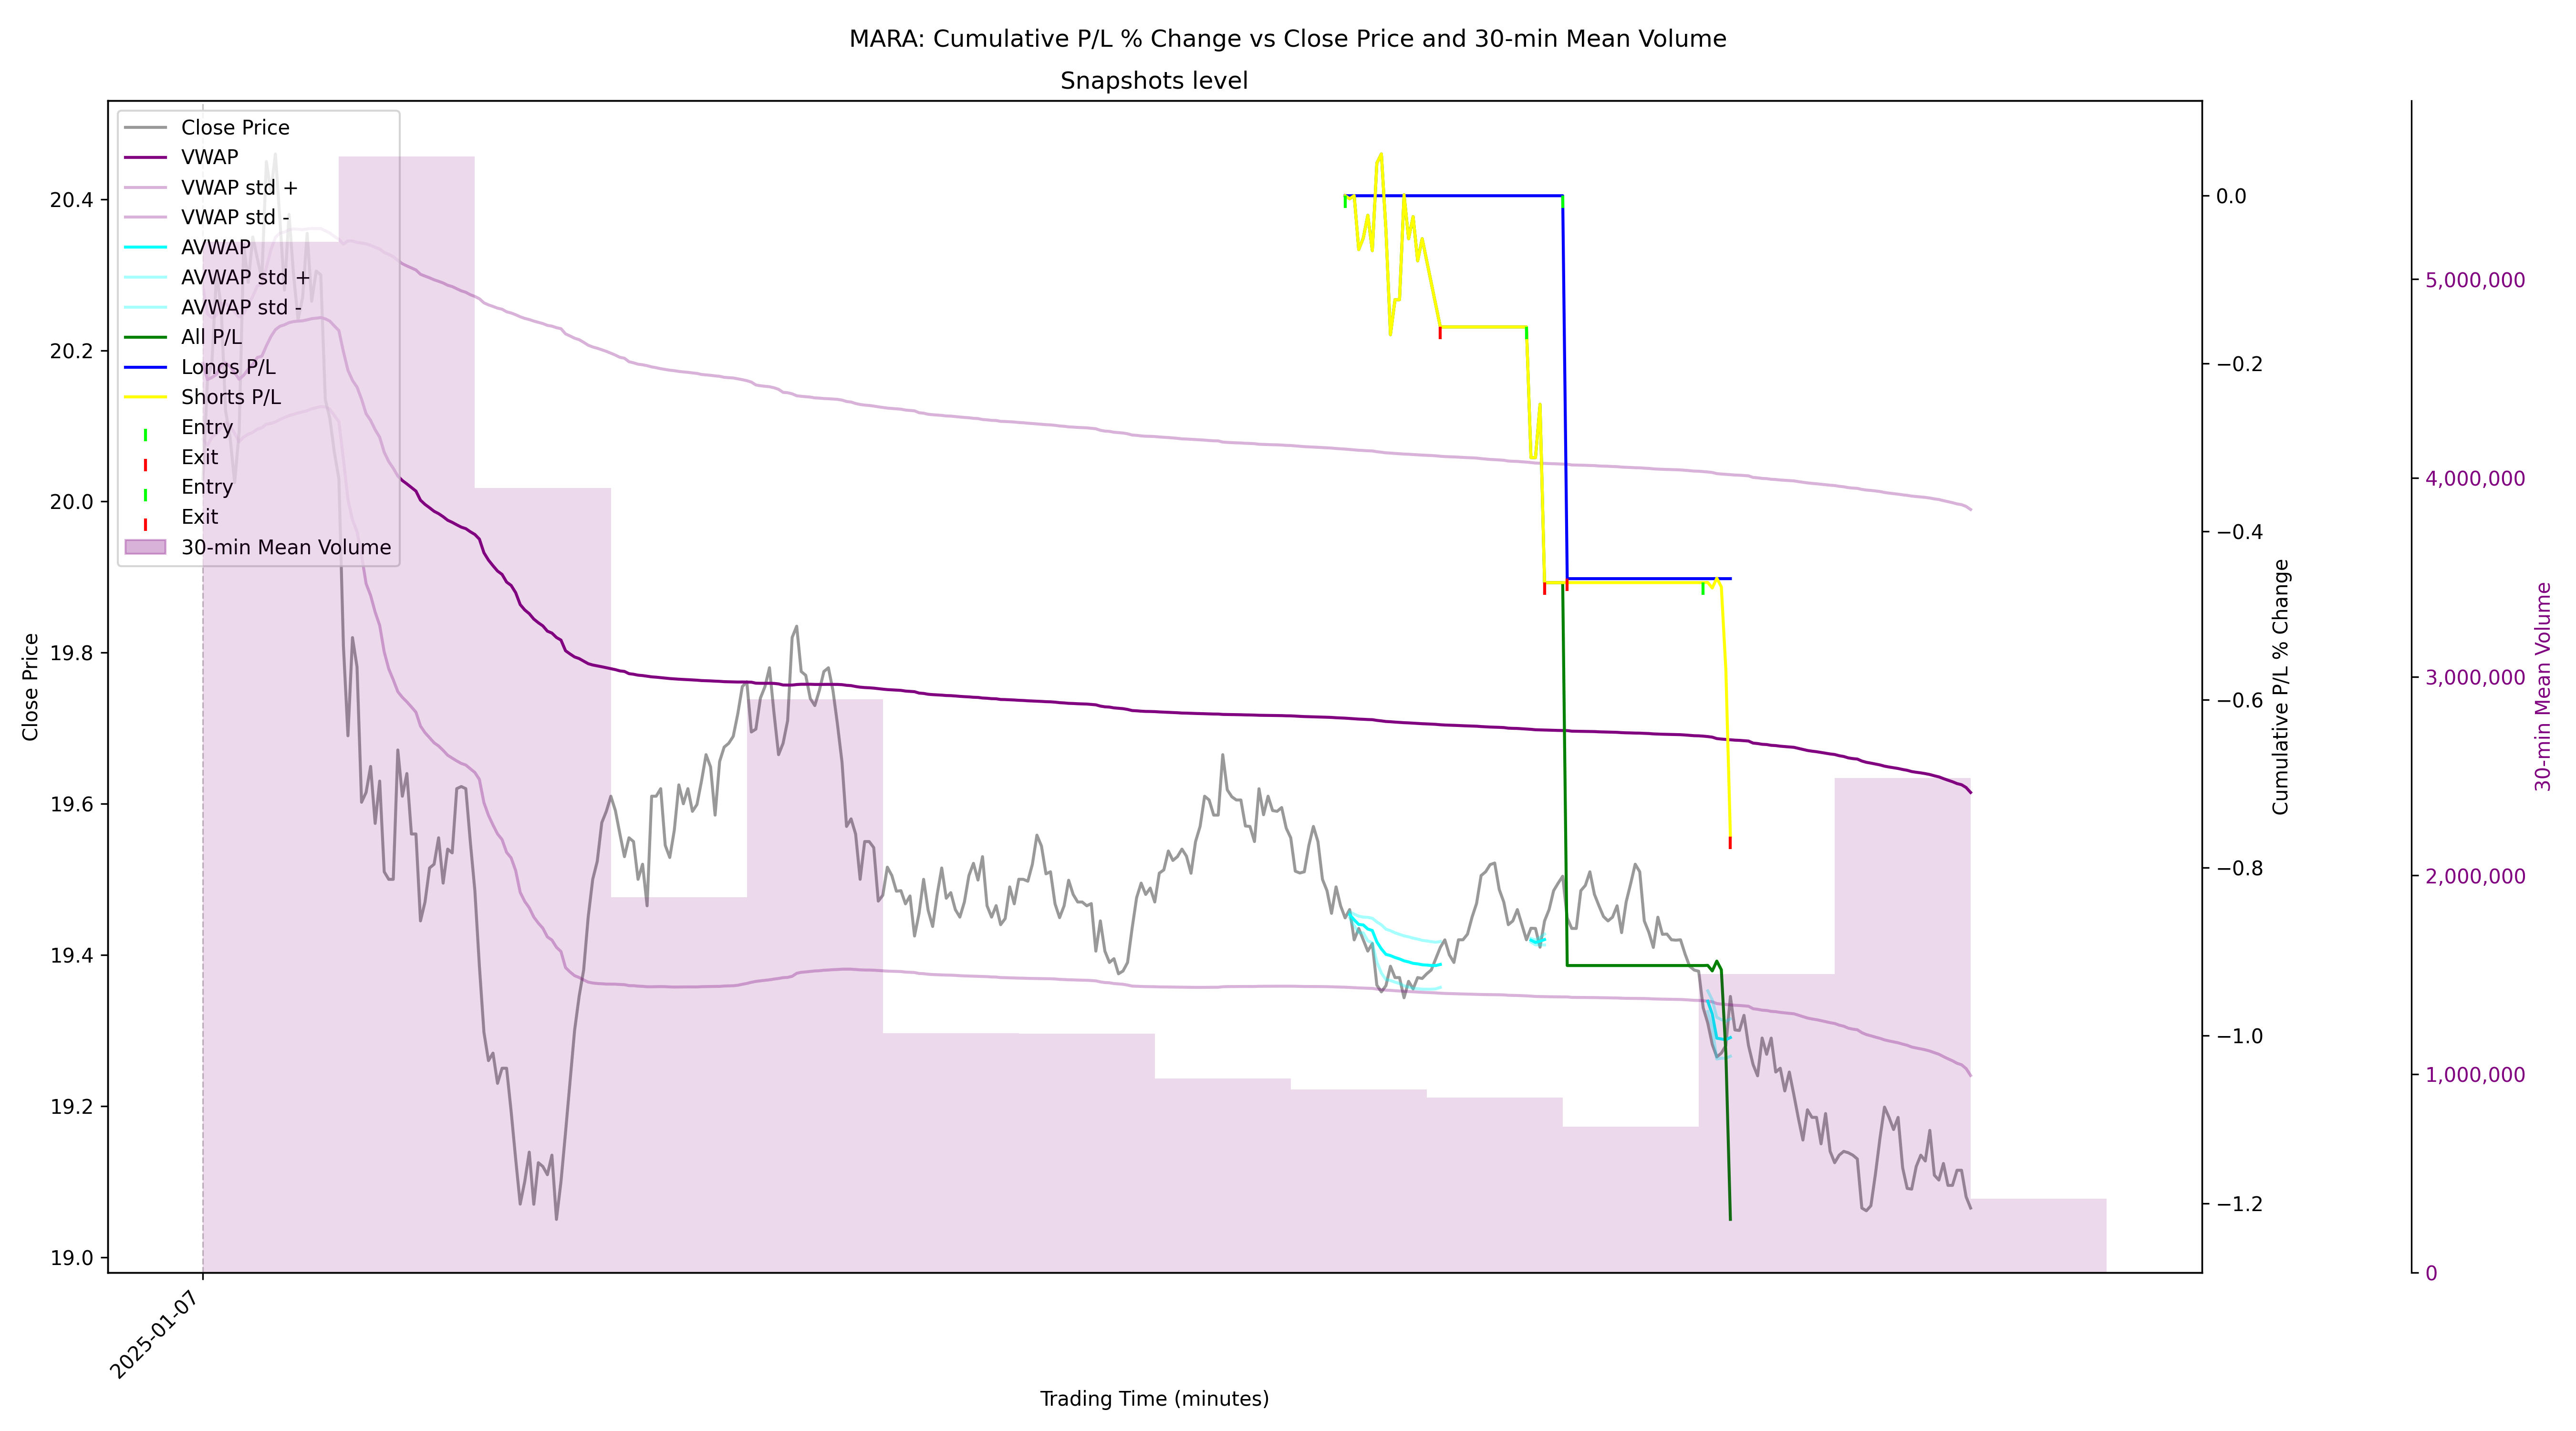 MARA: Cumulative P/L % Change vs Close Price and 30-min Mean Volume
Snapshots level
Close Price
VWAP
VWAP std +
VWAP std -
AVWAP
AVWAP std +
AVWAP std -
All P/L
Longs P/L
Shorts P/L
Entry
Exit
Entry
Exit
30-min Mean Volume
Close Price
20.4
20.2
20.0
19.8
19.6
19.4
19.2
19.0
0.0
−0.2
−0.4
−0.6
−0.8
−1.0
−1.2
Cumulative P/L % Change
5,000,000
4,000,000
3,000,000
2,000,000
1,000,000
0
30-min Mean Volume
2025-01-07
Trading Time (minutes)